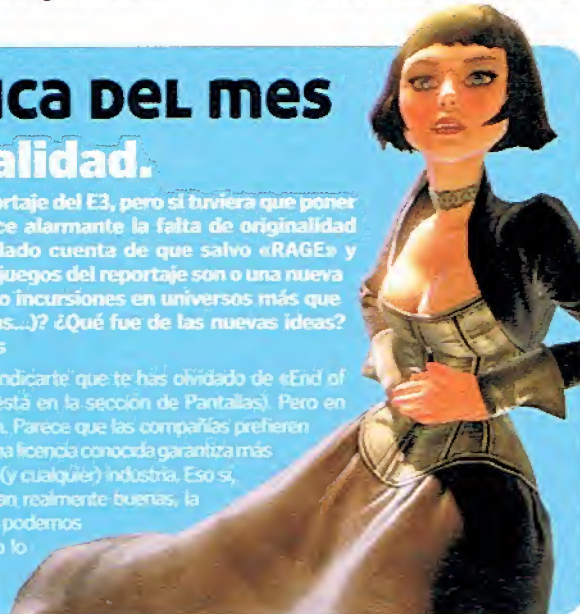 ica DEL mes
alidad.
ortaje del E3, pero si tuviera que poner
ce alarmante la falta de originalidad
dado cuenta de que salvo «RAGE» y
juegos del reportaje son o una nueva
o incursiones en universos más que
as...)? ¿Qué fue de las nuevas ideas?
s
indicarte que te has olvidado de «End of
está en la sección de Pantallas). Pero en
n. Parece que las compañías prefieren
na licencia conocida garantiza más
(y cualquier) industria. Eso sí,
an realmente buenas, la
podemos
o lo